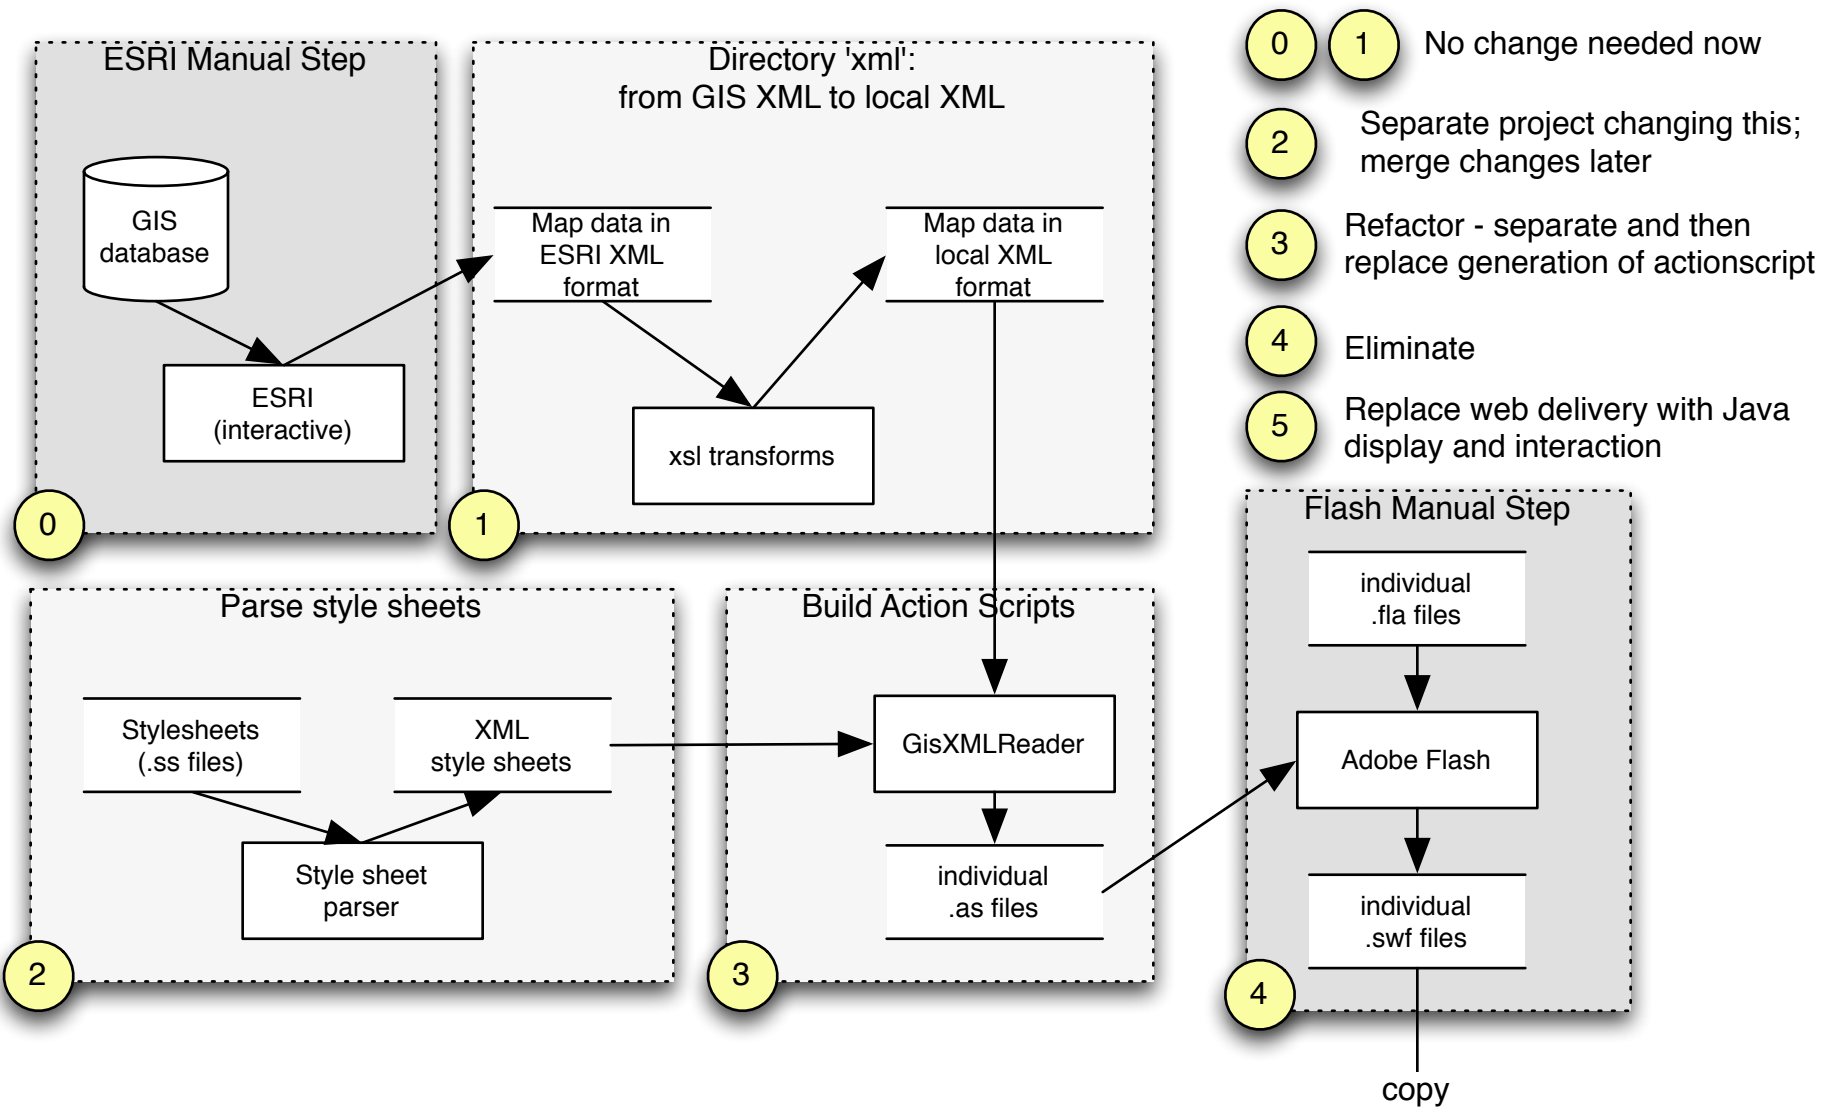 ESRI Manual Step
GIS
database
ESRI
(interactive)
0
Directory 'xml':
from GIS XML to local XML
Map data in
ESRI XML
format
Map data in
local XML
format
xsl transforms
1
0 1 No change needed now
2 Separate project changing this;
merge changes later
3 Refactor - separate and then
replace generation of actionscript
4 Eliminate
5 Replace web delivery with Java
display and interaction
Parse style sheets
Stylesheets
(.ss files)
XML
style sheets
Style sheet
parser
2
Build Action Scripts
GisXMLReader
individual
.as files
3
Flash Manual Step
individual
.fla files
Adobe Flash
individual
.swf files
4
copy